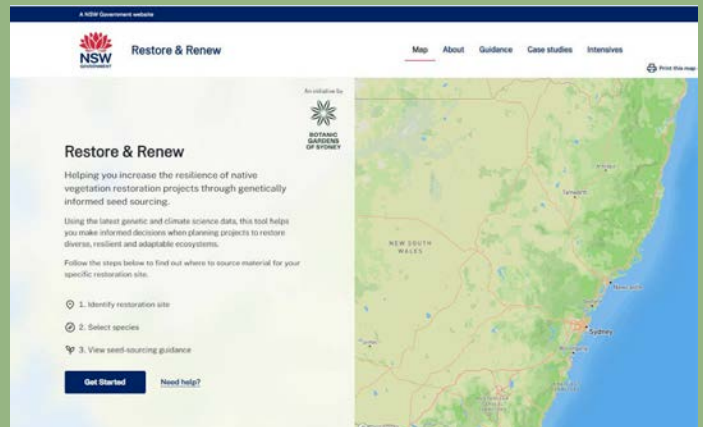 A NSW Government website
NSW
GOVERNMENT
Restore & Renew
Map About Guidance Case studies Intensives
Print this map
An initiative by
BOTANIC
GARDENS
OF SYDNEY
Restore & Renew
Helping you increase the resilience of native
vegetation restoration projects through genetically
informed seed sourcing.
Using the latest genetic and climate science data, this tool helps
you make informed decisions when planning projects to restore
diverse, resilient and adaptable ecosystems.
Follow the steps below to find out where to source material for your
specific restoration site.
1. Identify restoration site
2. Select species
3. View seed-sourcing guidance
Get Started Need help?
Tamworth
NEW SOUTH
WALES
Newcastle
Sydney
Wollongong